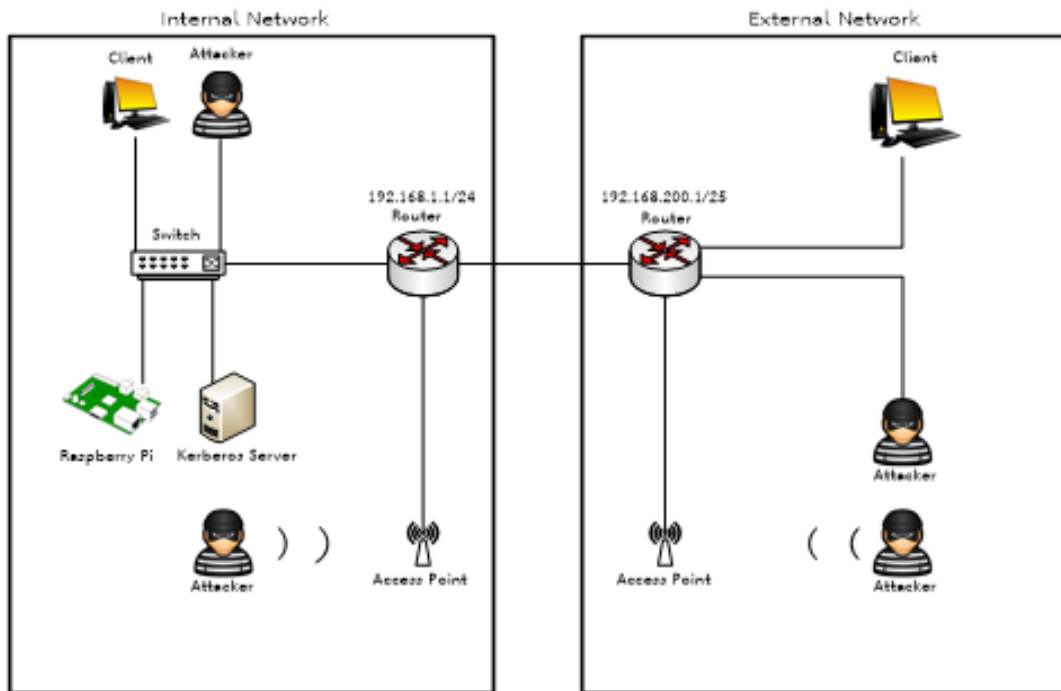 Internal Network
External Network
Client
Attacker
Client
192.168.1.1/24
Router
192.168.200.1/25
Router
Switch
Raspberry Pi
Kerberos Server
Attacker
Attacker
Access Point
Access Point
Attacker